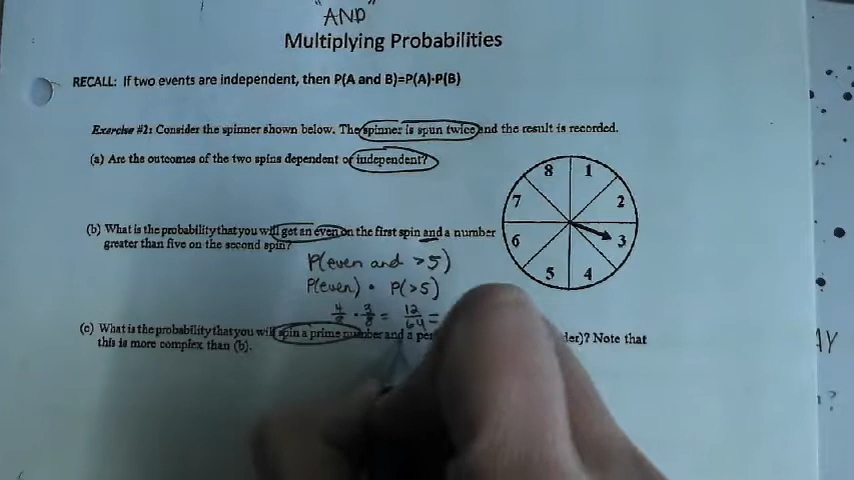 "AND"
Multiplying Probabilities
RECALL: If two events are independent, then P(A and B)=P(A)·P(B)
Exercise #2: Consider the spinner shown below. The spinner is spun twice and the result is recorded.
(a) Are the outcomes of the two spins dependent or independent?
8 1
7 2
6 3
5 4
(b) What is the probability that you will get an even on the first spin and a number
greater than five on the second spin?
P(even and >5)
P(even) • P(>5)
4/8 · 3/8 = 12/64 =
(c) What is the probability that you will spin a prime number and a
this is more complex than (b).
)? Note that
AY
?